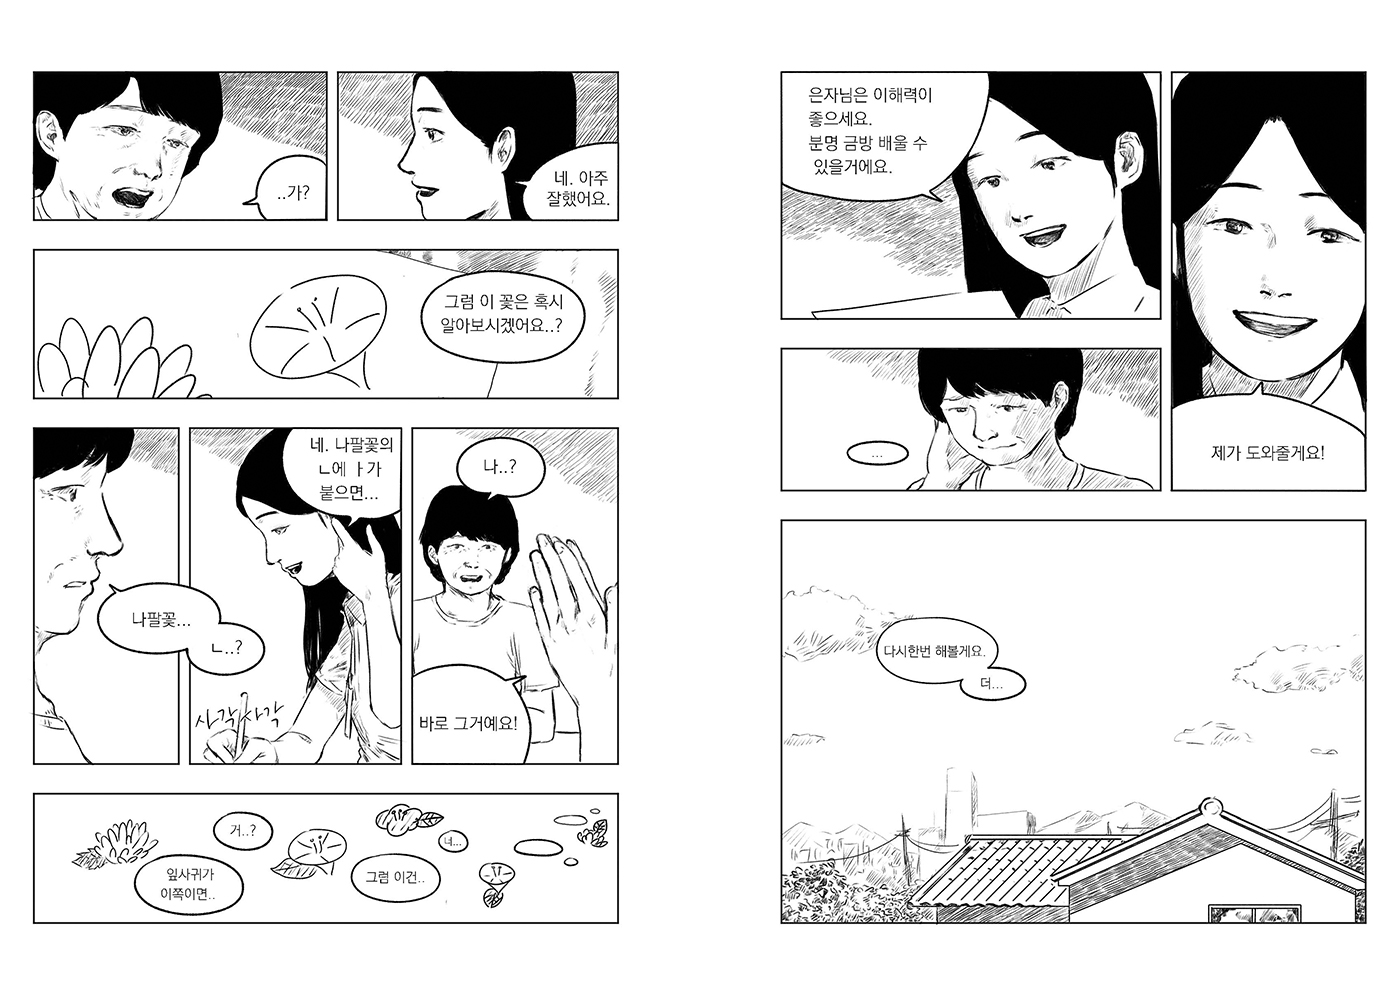 ..가?
네. 아주
잘했어요.
그럼 이 꽃은 혹시
알아보시겠어요..?
나팔꽃...
ㄴ..?
네. 나팔꽃의
ㄴ에 ㅏ가
붙으면...
사각 사각
나..?
바로 그거예요!
거..?
잎사귀가
이쪽이면..
그럼 이건..
네...
은자님은 이해력이
좋으세요.
분명 금방 배울 수
있을거에요.
제가 도와줄게요!
...
다시한번 해볼게요.
더...